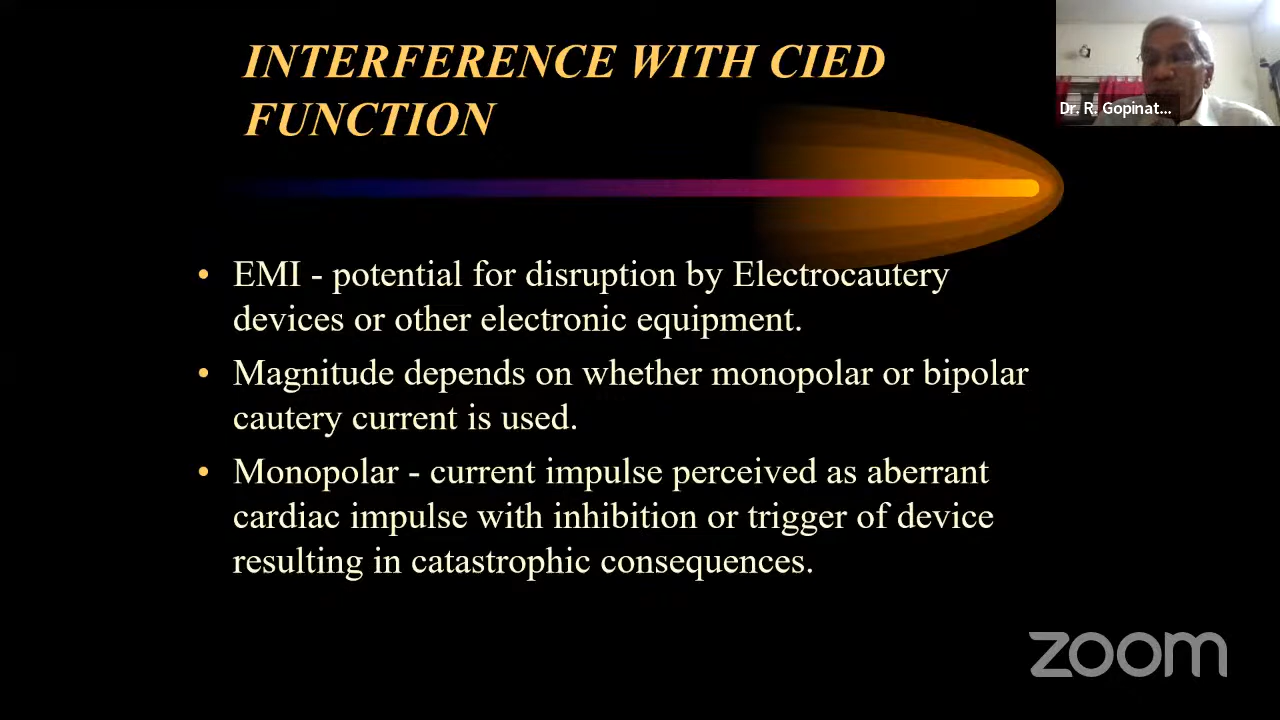 INTERFERENCE WITH CIED
FUNCTION
Dr. R. Gopinat...
• EMI - potential for disruption by Electrocautery
devices or other electronic equipment.
• Magnitude depends on whether monopolar or bipolar
cautery current is used.
• Monopolar - current impulse perceived as aberrant
cardiac impulse with inhibition or trigger of device
resulting in catastrophic consequences.
zoom